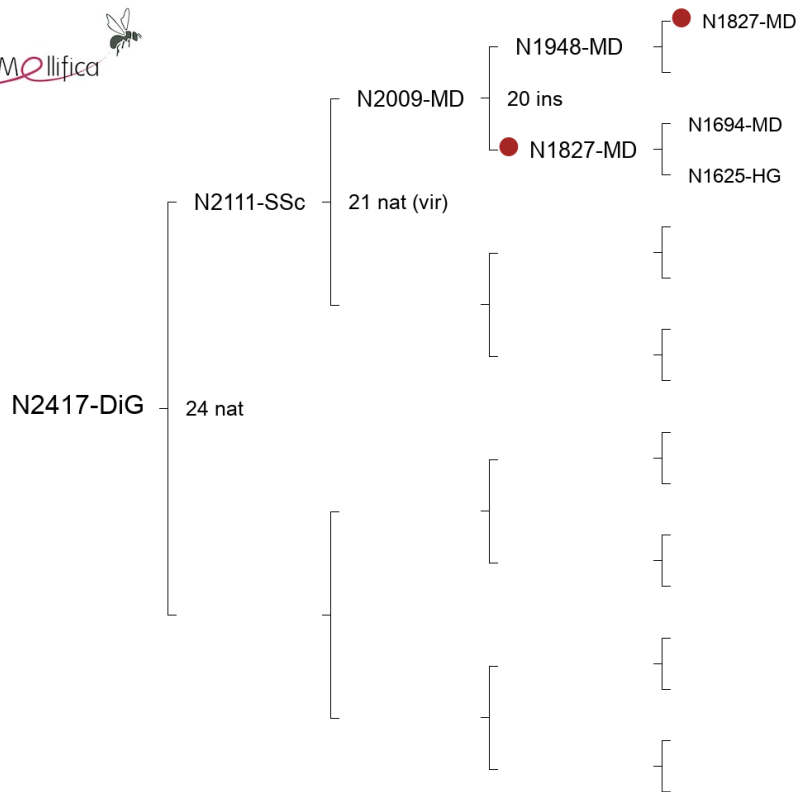 Mellifica
N1827-MD
N1948-MD
N2009-MD
20 ins
N1694-MD
N1827-MD
N1625-HG
N2111-SSc
21 nat (vir)
N2417-DiG
24 nat